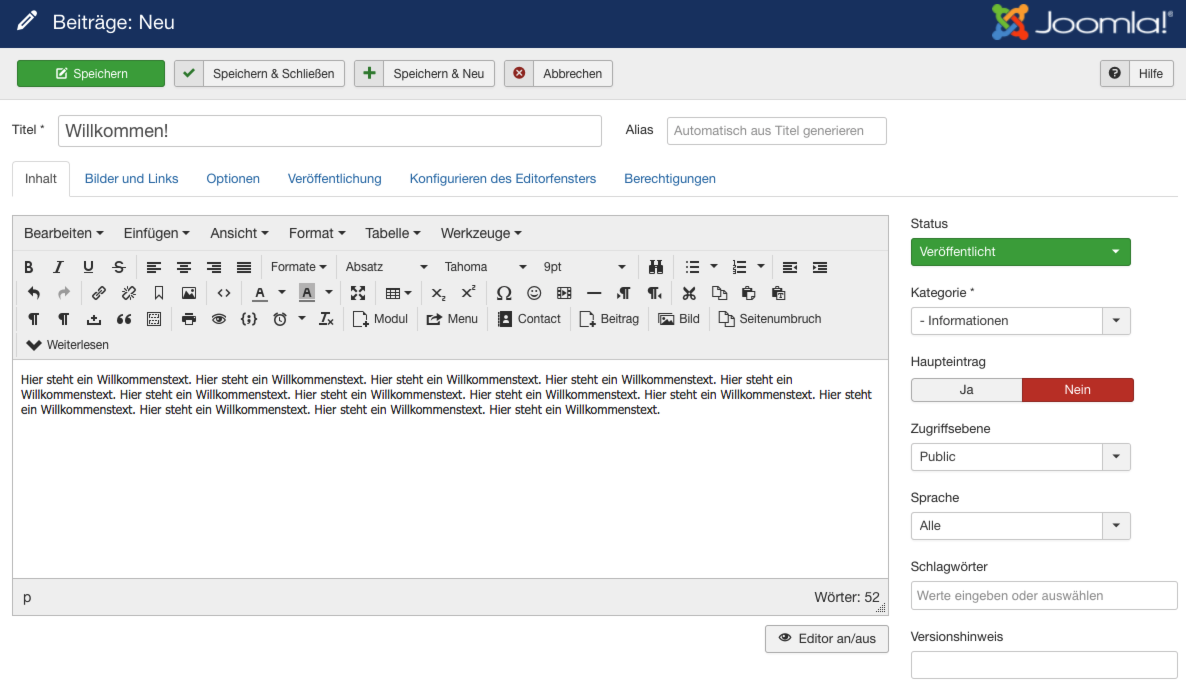 Beiträge: Neu
Joomla!®
Speichern
Speichern & Schließen
Speichern & Neu
Abbrechen
Hilfe
Titel *
Willkommen!
Alias
Automatisch aus Titel generieren
Inhalt
Bilder und Links
Optionen
Veröffentlichung
Konfigurieren des Editorfensters
Berechtigungen
Bearbeiten
Einfügen
Ansicht
Format
Tabelle
Werkzeuge
Formate
Absatz
Tahoma
9pt
Modul
Menu
Contact
Beitrag
Bild
Seitenumbruch
Weiterlesen
Hier steht ein Willkommenstext. Hier steht ein Willkommenstext. Hier steht ein Willkommenstext. Hier steht ein Willkommenstext. Hier steht ein
Willkommenstext. Hier steht ein Willkommenstext. Hier steht ein Willkommenstext. Hier steht ein Willkommenstext. Hier steht ein Willkommenstext. Hier steht
ein Willkommenstext. Hier steht ein Willkommenstext. Hier steht ein Willkommenstext. Hier steht ein Willkommenstext.
p
Wörter: 52
Editor an/aus
Status
Veröffentlicht
Kategorie *
- Informationen
Haupteintrag
Ja
Nein
Zugriffsebene
Public
Sprache
Alle
Schlagwörter
Werte eingeben oder auswählen
Versionshinweis